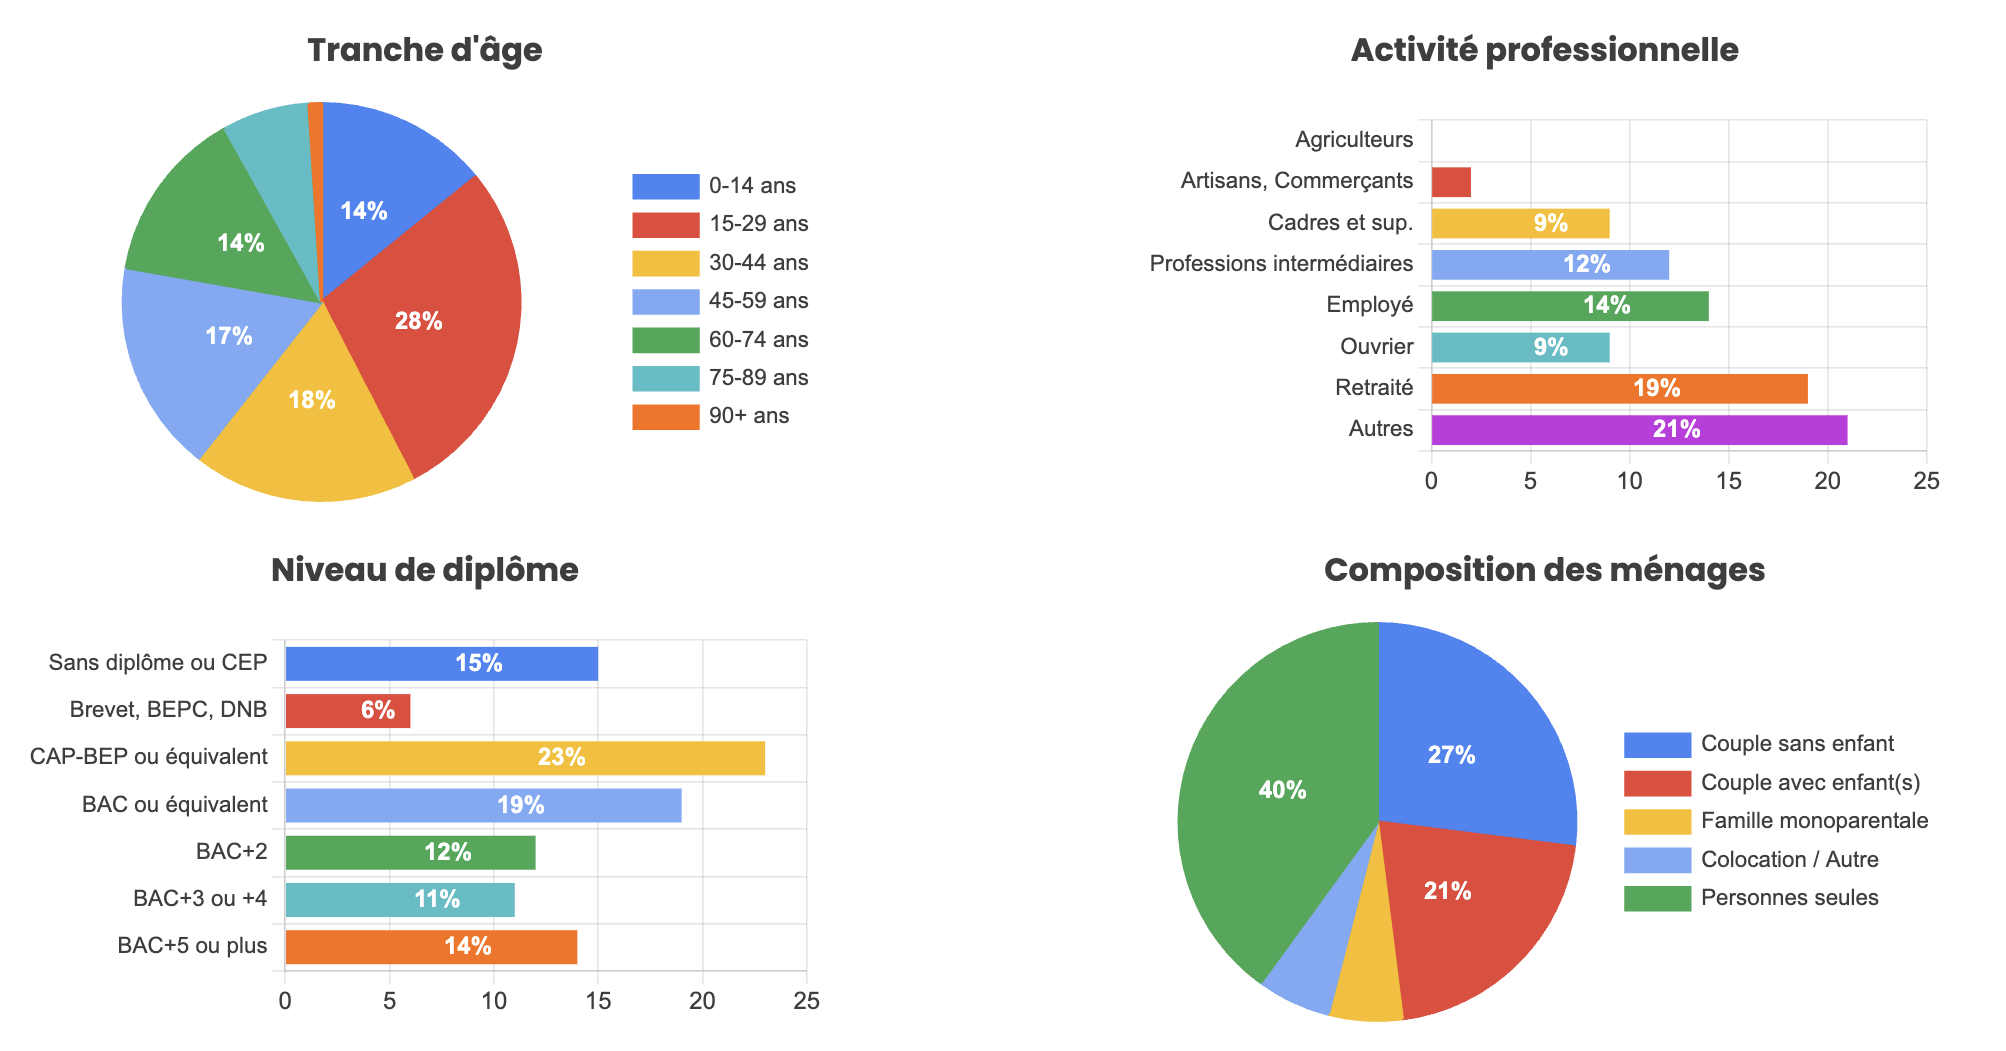 Tranche d'âge
14%
28%
18%
17%
14%
0-14 ans
15-29 ans
30-44 ans
45-59 ans
60-74 ans
75-89 ans
90+ ans
Activité professionnelle
Agriculteurs
Artisans, Commerçants
Cadres et sup.
9%
Professions intermédiaires
12%
Employé
14%
Ouvrier
9%
Retraité
19%
Autres
21%
0 5 10 15 20 25
Niveau de diplôme
Sans diplôme ou CEP
15%
Brevet, BEPC, DNB
6%
CAP-BEP ou équivalent
23%
BAC ou équivalent
19%
BAC+2
12%
BAC+3 ou +4
11%
BAC+5 ou plus
14%
0 5 10 15 20 25
Composition des ménages
27%
21%
40%
Couple sans enfant
Couple avec enfant(s)
Famille monoparentale
Colocation / Autre
Personnes seules